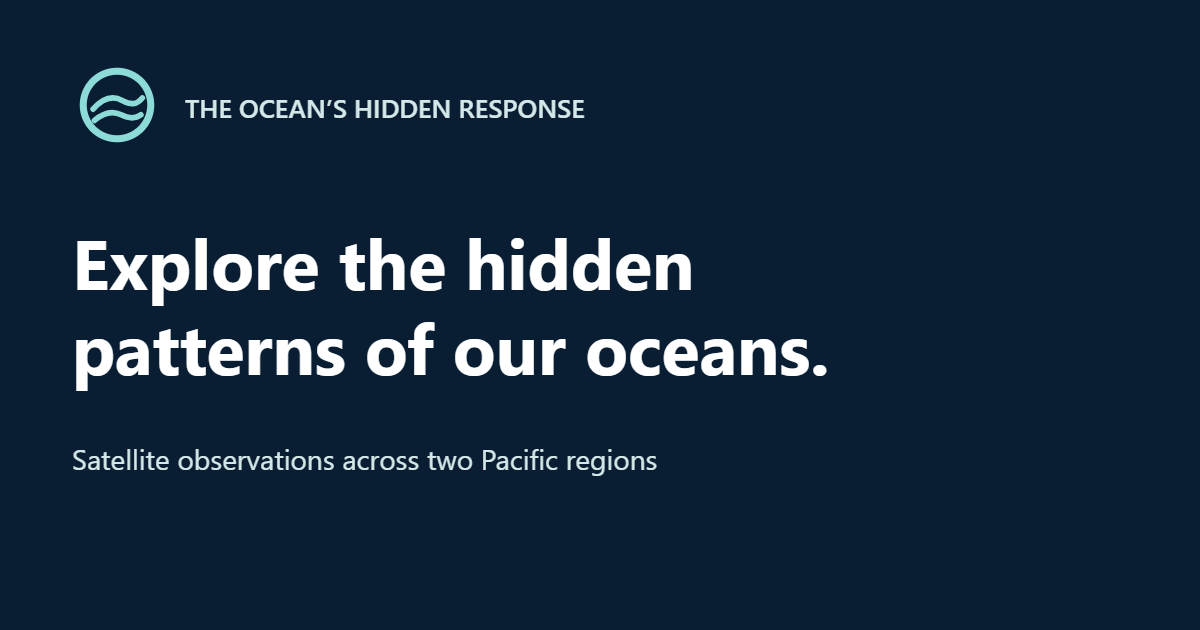 THE OCEAN’S HIDDEN RESPONSE
Explore the hidden
patterns of our oceans.
Satellite observations across two Pacific regions